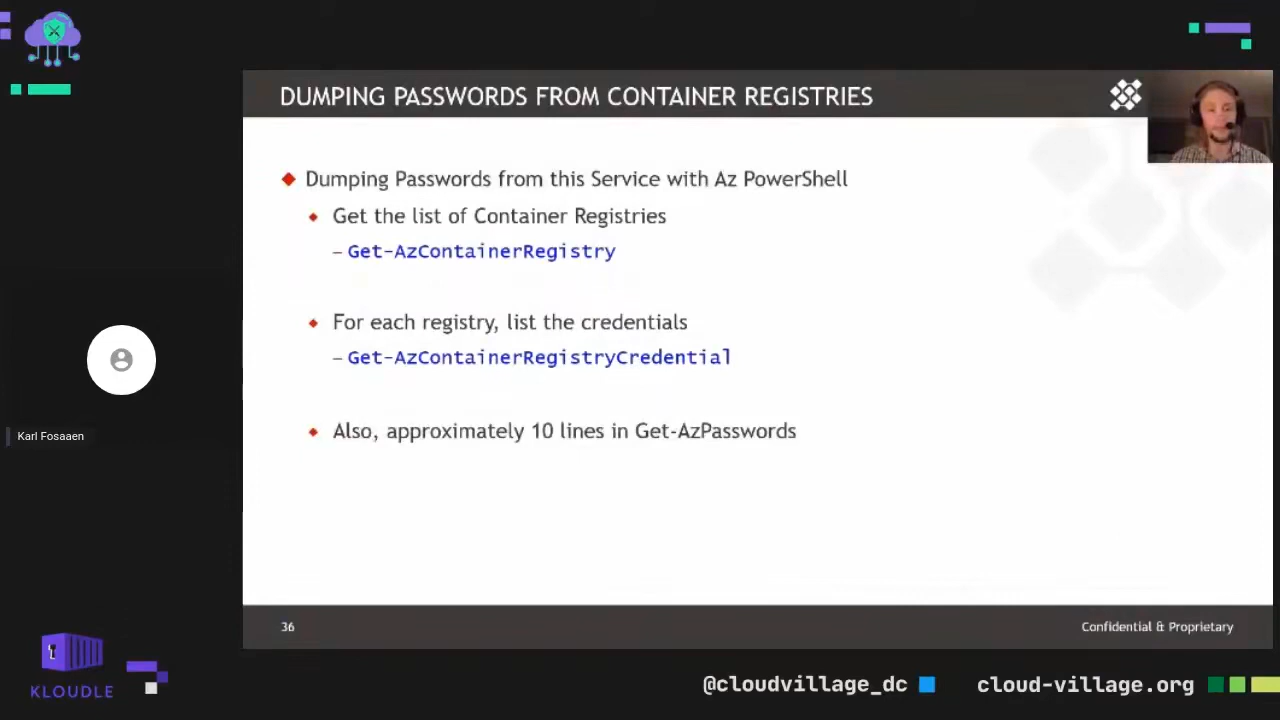 DUMPING PASSWORDS FROM CONTAINER REGISTRIES
Dumping Passwords from this Service with Az PowerShell
Get the list of Container Registries
– Get-AzContainerRegistry
For each registry, list the credentials
– Get-AzContainerRegistryCredential
Also, approximately 10 lines in Get-AzPasswords
Karl Fosaaen
36
Confidential & Proprietary
KLOUDLE
@cloudvillage_dc
cloud-village.org